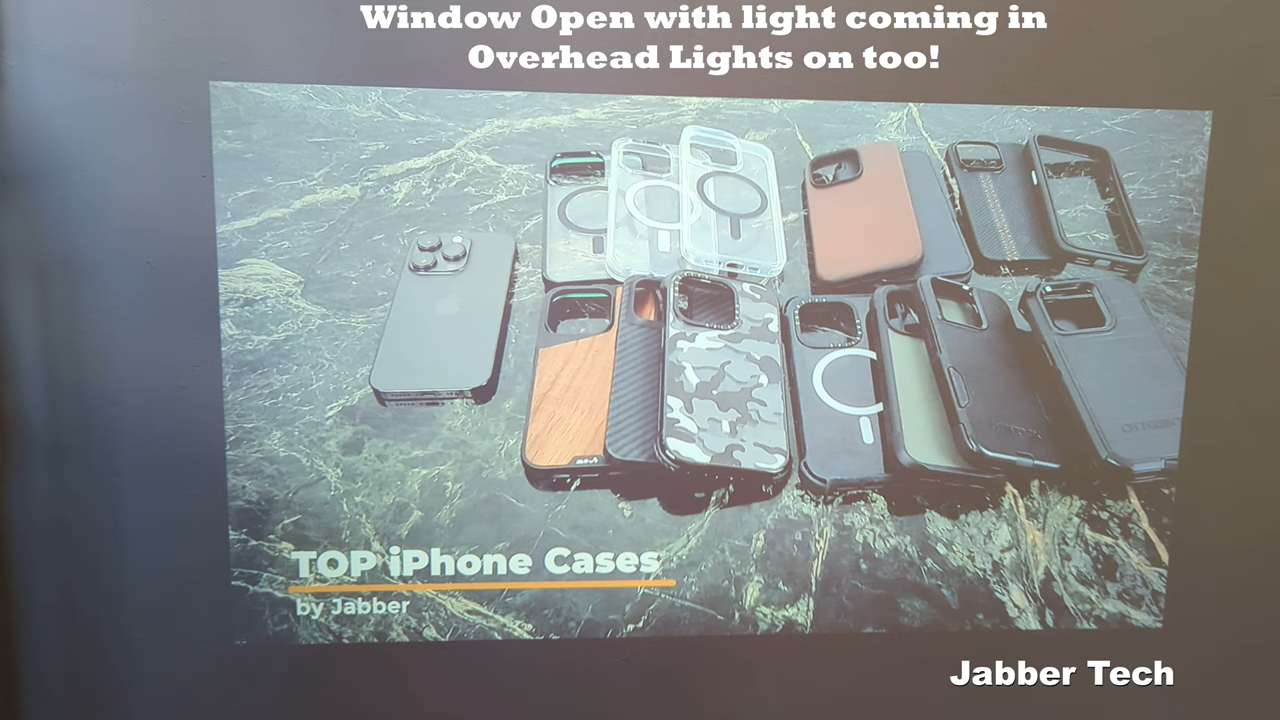 Window Open with light coming in
Overhead Lights on too!
TOP iPhone Cases
by Jabber
Jabber Tech